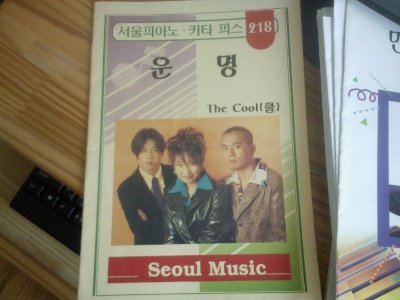 서울피아노·키타 피스 218
운 명
The Cool(쿨)
Seoul Music